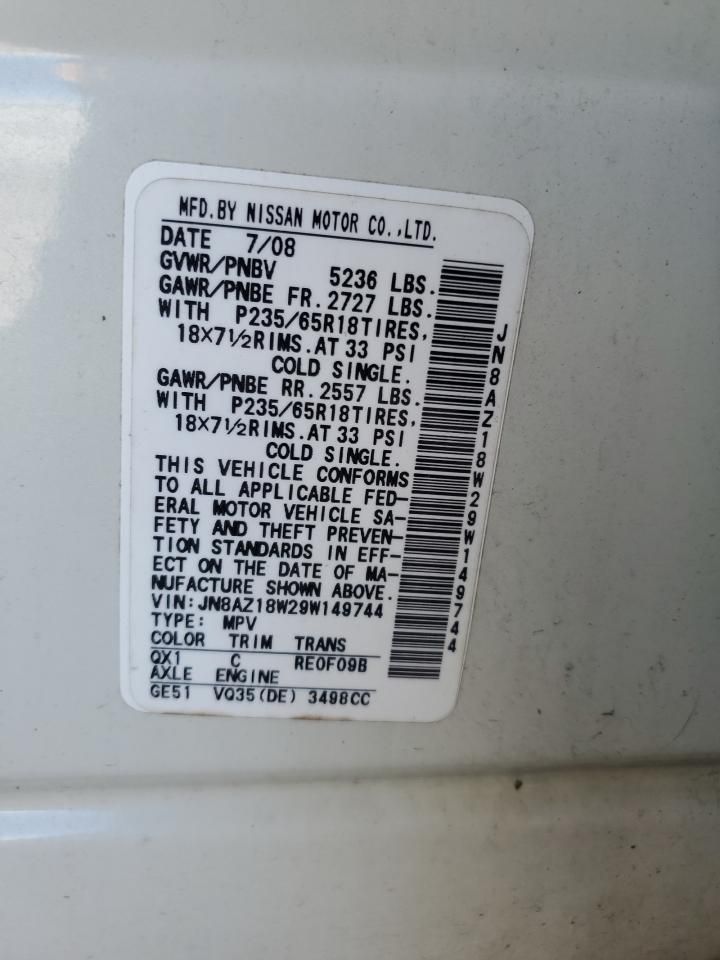 MFD.BY NISSAN MOTOR CO.,LTD.
DATE 7/08
GVWR/PNBV 5236 LBS.
GAWR/PNBE FR.2727 LBS.
WITH P235/65R18TIRES,
18X7½RIMS.AT 33 PSI
COLD SINGLE.
GAWR/PNBE RR.2557 LBS.
WITH P235/65R18TIRES,
18X7½RIMS.AT 33 PSI
COLD SINGLE.
THIS VEHICLE CONFORMS
TO ALL APPLICABLE FED-
ERAL MOTOR VEHICLE SA-
FETY AND THEFT PREVEN-
TION STANDARDS IN EFF-
ECT ON THE DATE OF MA-
NUFACTURE SHOWN ABOVE.
VIN:JN8AZ18W29W149744
TYPE: MPV
COLOR TRIM TRANS
QX1 C RE0F09B
AXLE ENGINE
GE51 VQ35(DE) 3498CC
JN8AZ18W29W149744